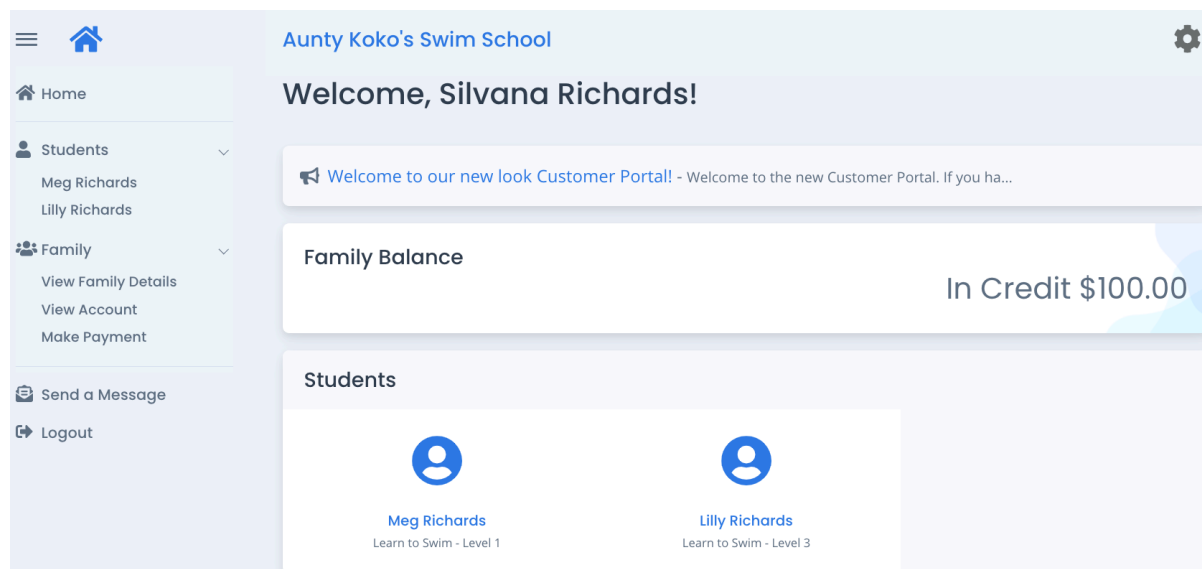 Aunty Koko's Swim School
Home
Students
Meg Richards
Lilly Richards
Family
View Family Details
View Account
Make Payment
Send a Message
Logout
Welcome, Silvana Richards!
Welcome to our new look Customer Portal! - Welcome to the new Customer Portal. If you ha...
Family Balance
In Credit $100.00
Students
Meg Richards
Learn to Swim - Level 1
Lilly Richards
Learn to Swim - Level 3